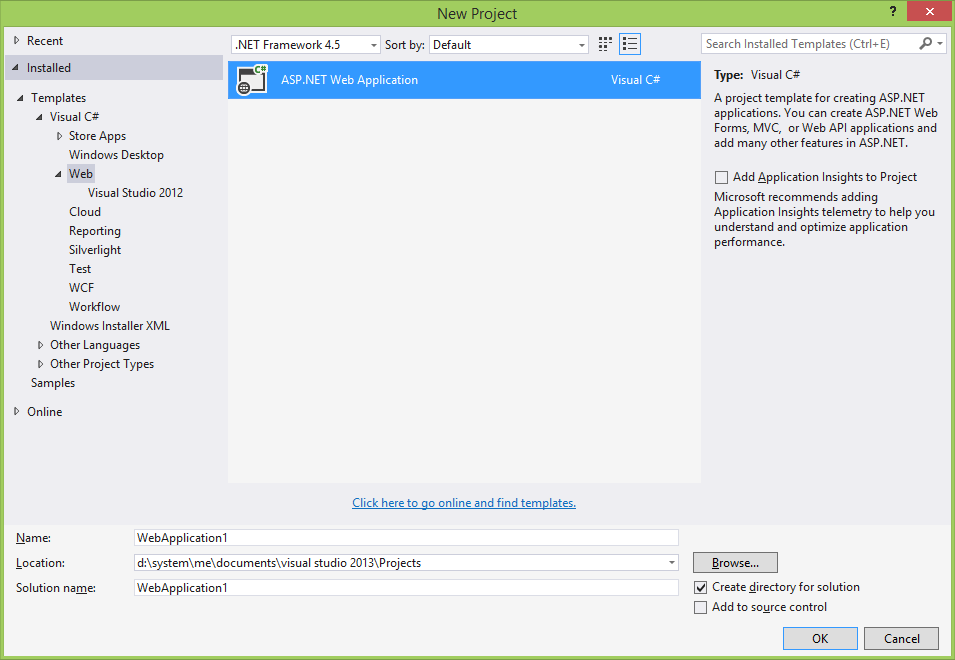 New Project
?
Recent
Installed
Templates
Visual C#
Store Apps
Windows Desktop
Web
Visual Studio 2012
Cloud
Reporting
Silverlight
Test
WCF
Workflow
Windows Installer XML
Other Languages
Other Project Types
Samples
Online
.NET Framework 4.5 Sort by: Default
C# ASP.NET Web Application Visual C#
Click here to go online and find templates.
Search Installed Templates (Ctrl+E)
Type: Visual C#
A project template for creating ASP.NET
applications. You can create ASP.NET Web
Forms, MVC, or Web API applications and
add many other features in ASP.NET.
Add Application Insights to Project
Microsoft recommends adding
Application Insights telemetry to help you
understand and optimize application
performance.
Name: WebApplication1
Location: d:\system\me\documents\visual studio 2013\Projects Browse...
Solution name: WebApplication1 Create directory for solution
Add to source control
OK Cancel